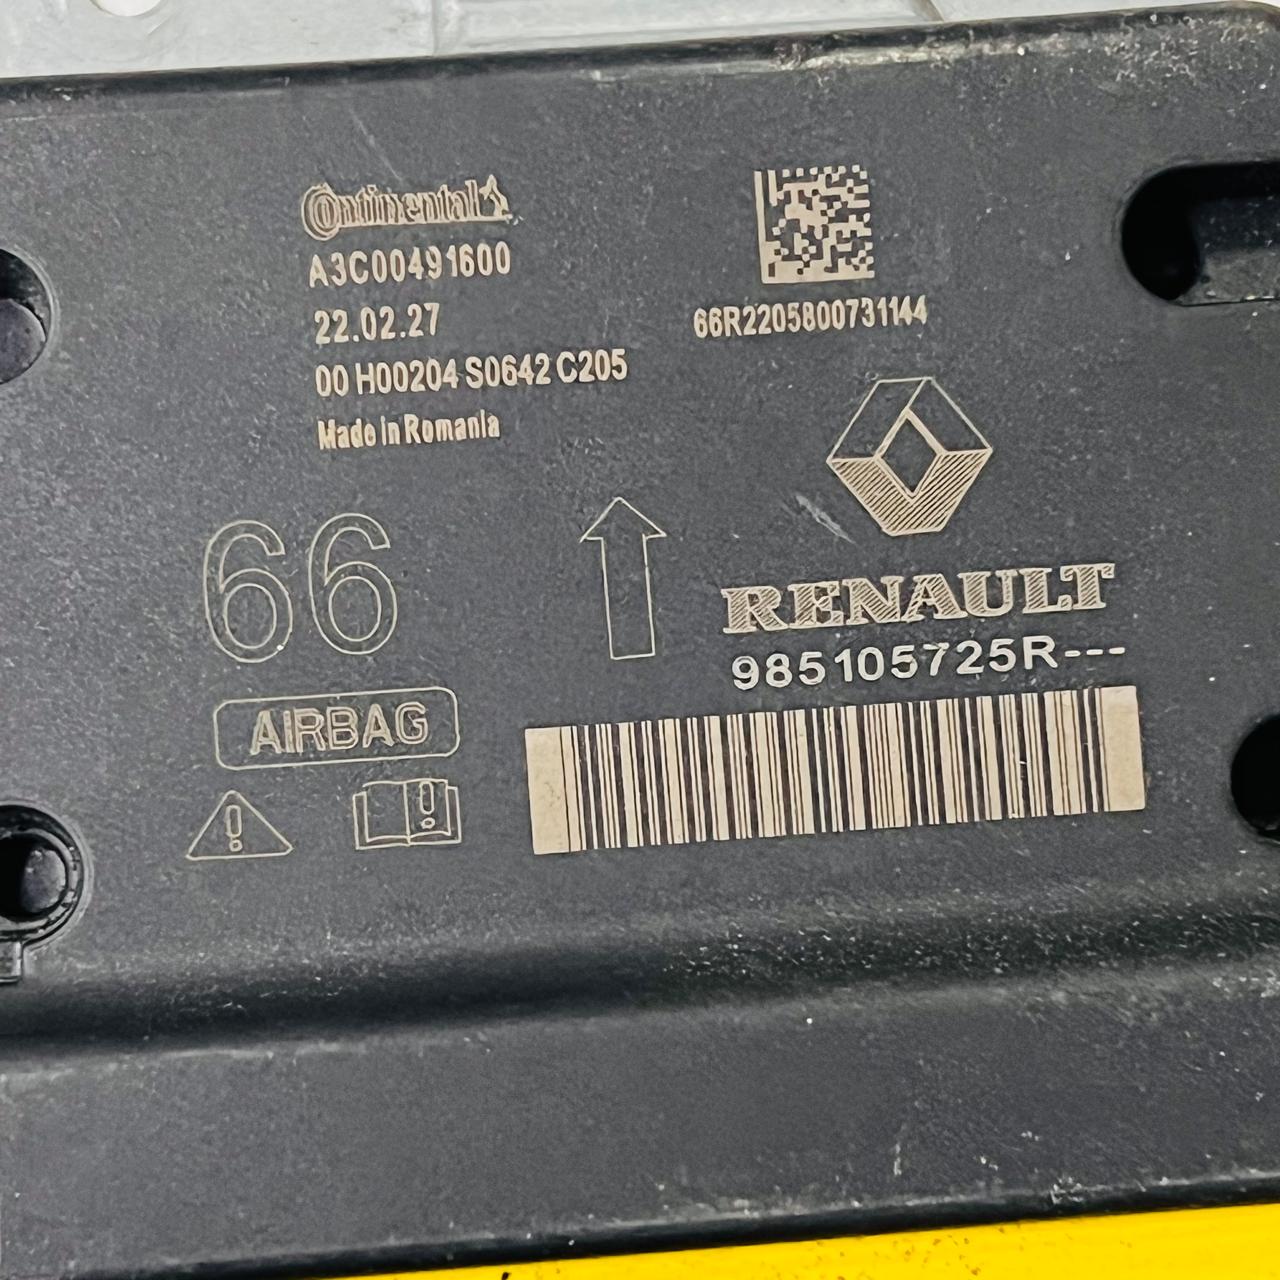 Continental
A3C00491600
22.02.27
00 H00204 S0642 C205
Made in Romania
66R2205800731144
66
RENAULT
985105725R---
AIRBAG